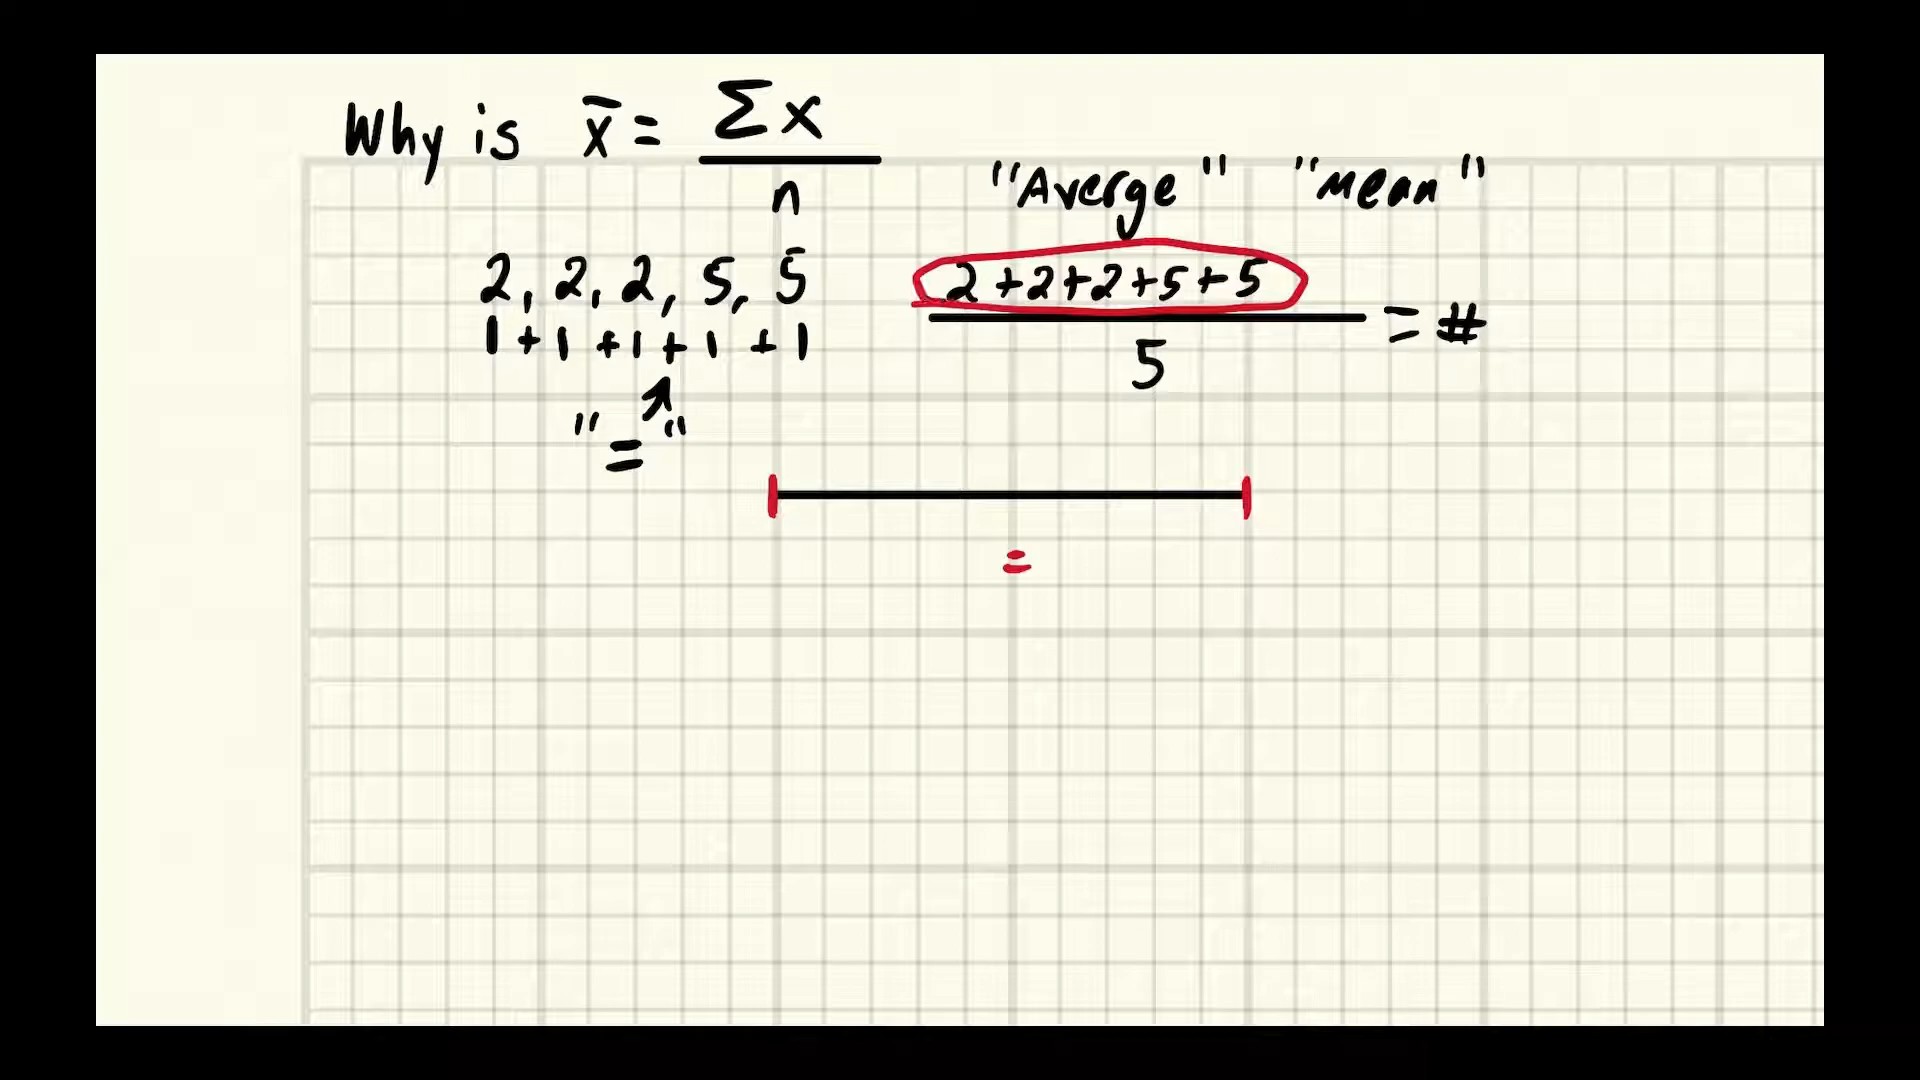 Why is x̄ = Σx / n
"Averge" "Mean"
2, 2, 2, 5, 5
1 + 1 + 1 + 1 + 1
"="
2 + 2 + 2 + 5 + 5 / 5 = #
=